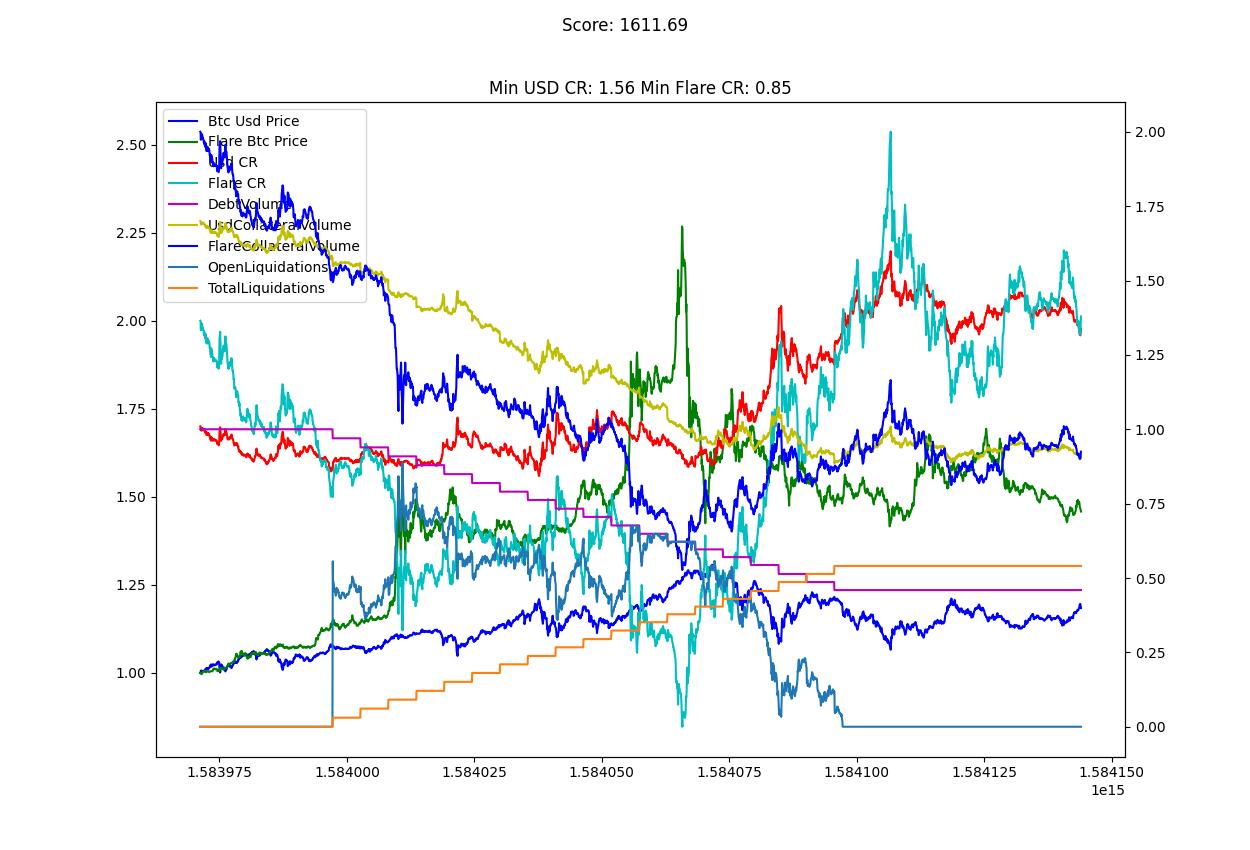 Score: 1611.69
Min USD CR: 1.56 Min Flare CR: 0.85
Btc Usd Price
Flare Btc Price
Usd CR
Flare CR
DebtVolume
UsdCollateralVolume
FlareCollateralVolume
OpenLiquidations
TotalLiquidations
2.50
2.25
2.00
1.75
1.50
1.25
1.00
2.00
1.75
1.50
1.25
1.00
0.75
0.50
0.25
0.00
1.583975 1.584000 1.584025 1.584050 1.584075 1.584100 1.584125 1.584150
1e15